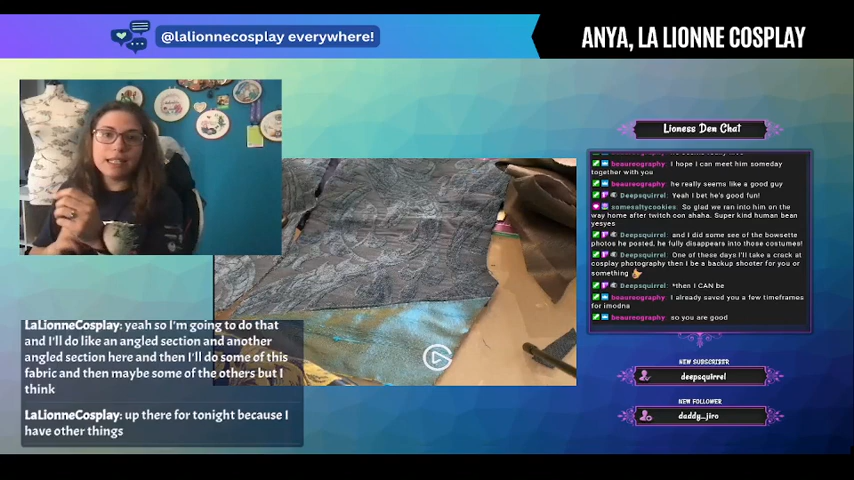 @lalionnecosplay everywhere!
ANYA, LA LIONNE COSPLAY
Lioness Den Chat
beaureography: I hope I can meet him someday
together with you
beaureography: he really seems like a good guy
Deepsquirrel: Yeah I bet he's good fun!
somesaltycookies: So glad we ran into him on
the way home after twitch con ahaha. Super kind human bean
yesyes
Deepsquirrel: and I did some see of the bowsette
photos he posted, he fully disappears into those costumes!
Deepsquirrel: One of these days I'll take a crack at
cosplay photography then I be a backup shooter for you or
something
Deepsquirrel: *then I CAN be
beaureography: I already saved you a few timeframes
for imodna
beaureography: so you are good
LaLionneCosplay: yeah so I'm going to do that
and I'll do like an angled section and another
angled section here and then I'll do some of this
fabric and then maybe some of the others but I
think
LaLionneCosplay: up there for tonight because I
have other things
NEW SUBSCRIBER
deepsquirrel
NEW FOLLOWER
daddy_jiro